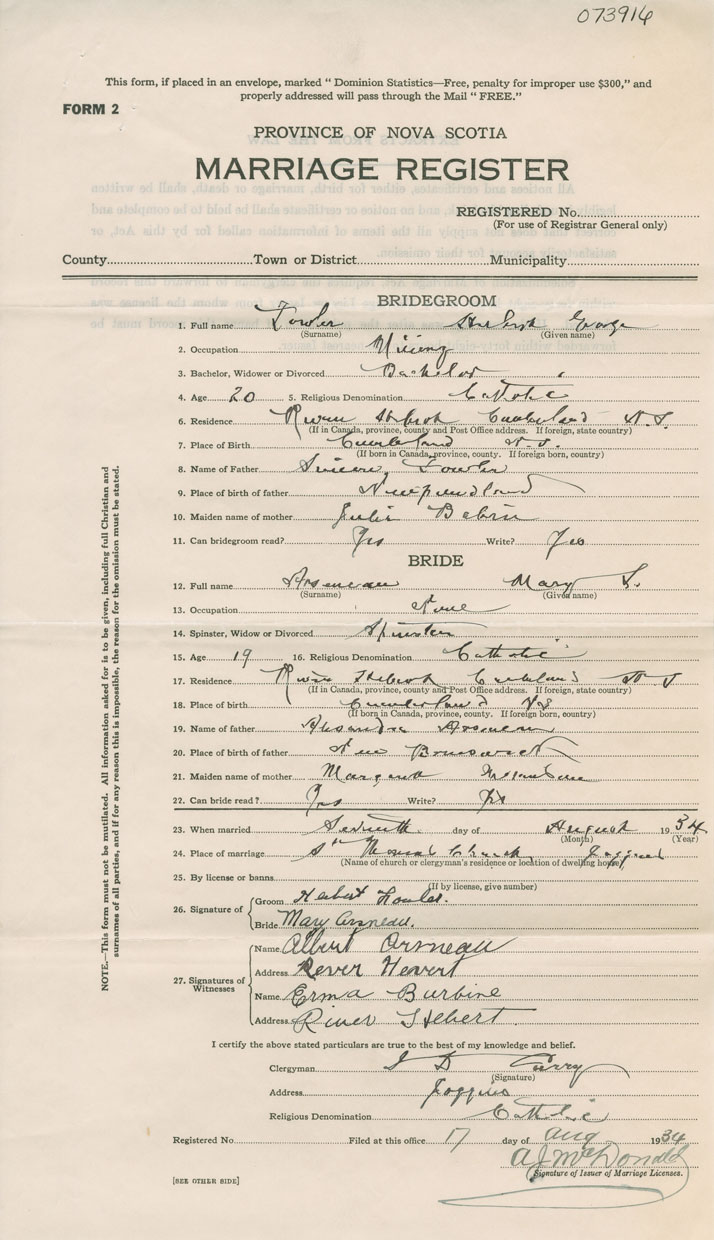 073914
This form, if placed in an envelope, marked " Dominion Statistics—Free, penalty for improper use $300," and
properly addressed will pass through the Mail " FREE."
FORM 2
PROVINCE OF NOVA SCOTIA
MARRIAGE REGISTER
REGISTERED No.
(For use of Registrar General only)
County Town or District Municipality
BRIDEGROOM
1. Full name Fowler Herbert George
(Surname) (Given name)
2. Occupation Mining
3. Bachelor, Widower or Divorced Bachelor
4. Age 20 5. Religious Denomination Catholic
6. Residence River Hebert Cumberland N.S.
(If in Canada, province, county and Post Office address. If foreign, state country)
7. Place of Birth Cumberland N.S.
(If born in Canada, province, county. If foreign born, country)
8. Name of Father Fowler
9. Place of birth of father Newfoundland
10. Maiden name of mother Julia
11. Can bridegroom read? Yes Write? Yes
BRIDE
12. Full name Arseneau Mary
(Surname) (Given name)
13. Occupation None
14. Spinster, Widow or Divorced Spinster
15. Age 19 16. Religious Denomination Catholic
17. Residence River Hebert Cumberland N S
(If in Canada, province, county and Post Office address. If foreign, state country)
18. Place of Birth Cumberland N S
(If born in Canada, province, county. If foreign born, country)
19. Name of father Arseneau
20. Place of birth of father New Brunswick
21. Maiden name of mother Margaret
22. Can bride read? Yes Write? Yes
23. When married Seventh day of August 1934
(Month) (Year)
24. Place of marriage St Thomas Church Joggins
(Name of church or clergyman's residence or location of dwelling house)
25. By license or banns
(If by license, give number)
26. Signature of Groom Herbert Fowler.
Bride Mary Arsneau.
27. Signatures of Witnesses Name Albert Arsneau
Address River Hevert
Name Erma Burbine
Address River Hebert
I certify the above stated particulars are true to the best of my knowledge and belief.
Clergyman Curry
(Signature)
Address Joggins
Religious Denomination Catholic
Registered No. Filed at this office 17 day of Aug 1934
A J McDonald
Signature of Issuer of Marriage Licenses.
[SEE OTHER SIDE]
NOTE.—This form must not be mutilated. All information asked for is to be given, including full Christian and
surnames of all parties, and if for any reason this is impossible, the reason for the omission must be stated.